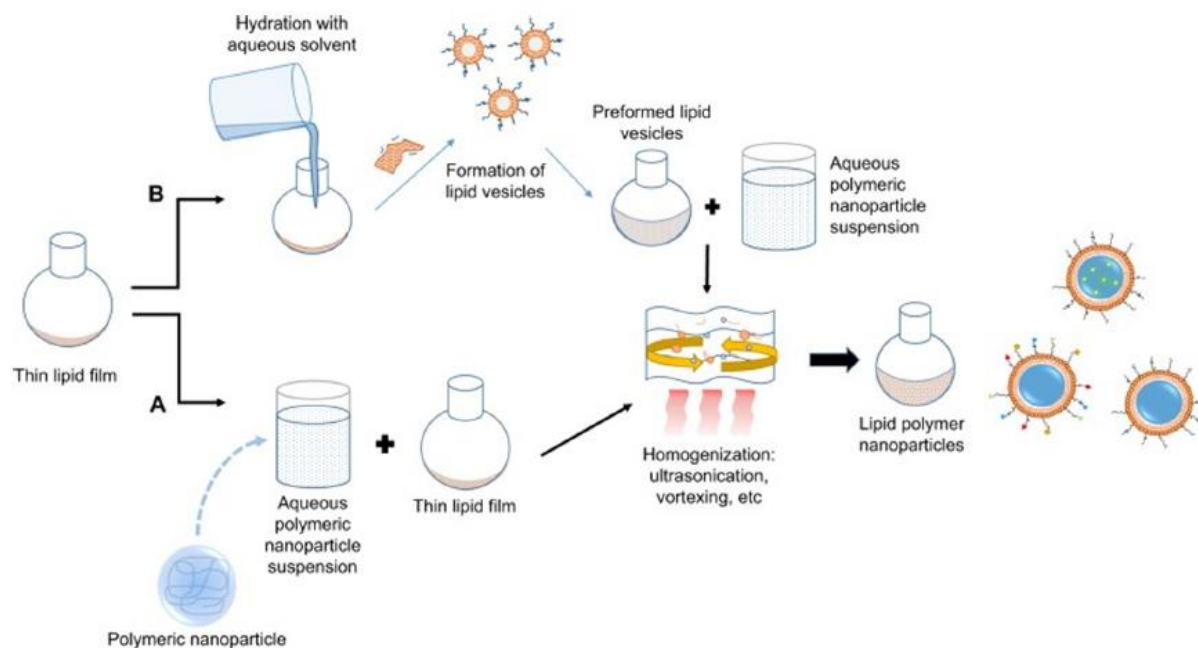 Hydration with
aqueous solvent
B
Formation of
lipid vesicles
Preformed lipid
vesicles
+
Aqueous
polymeric
nanoparticle
suspension
Thin lipid film
A
Aqueous
polymeric
nanoparticle
suspension
+
Thin lipid film
Polymeric nanoparticle
Homogenization:
ultrasonication,
vortexing, etc
Lipid polymer
nanoparticles